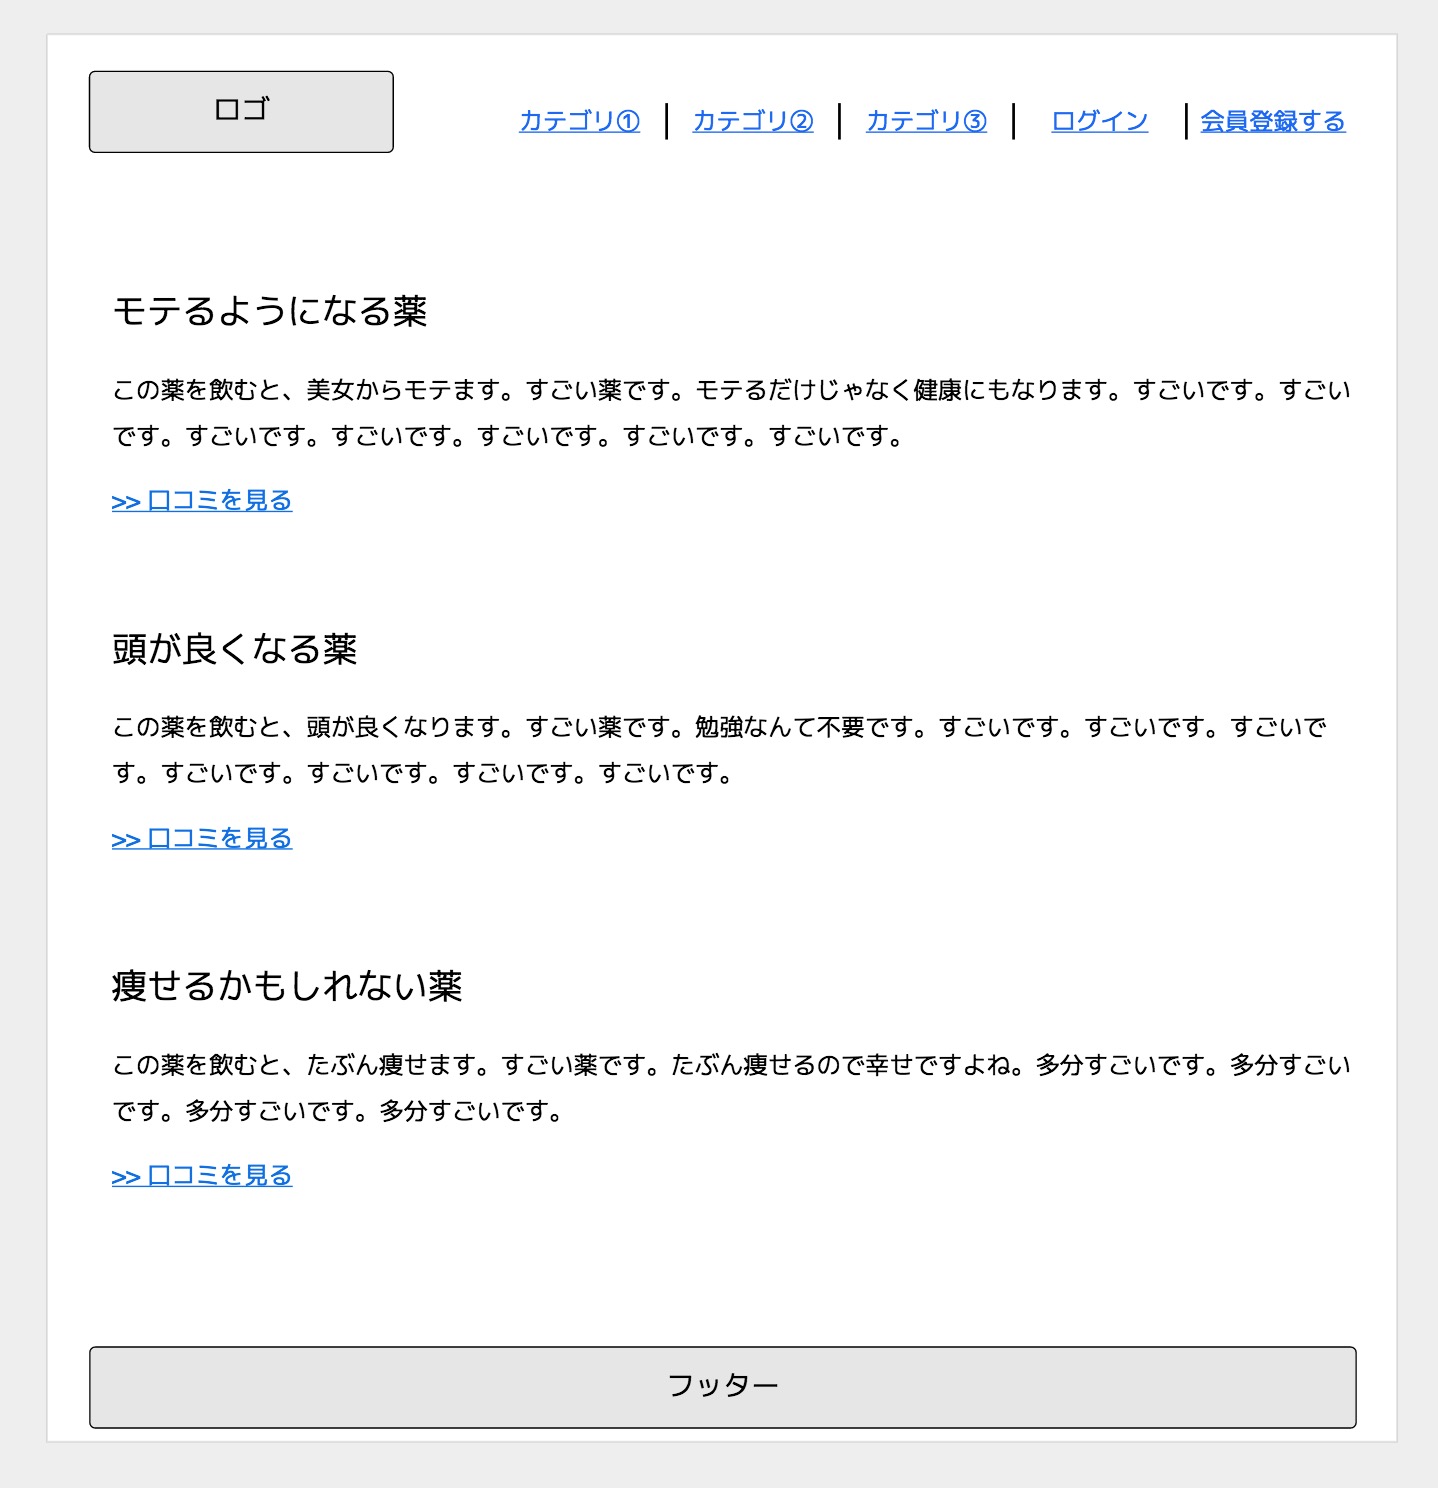 ロゴ
カテゴリ① | カテゴリ② | カテゴリ③ | ログイン | 会員登録する
モテるようになる薬
この薬を飲むと、美女からモテます。すごい薬です。モテるだけじゃなく健康にもなります。すごいです。すごい
です。すごいです。すごいです。すごいです。すごいです。すごいです。
>> 口コミを見る
頭が良くなる薬
この薬を飲むと、頭が良くなります。すごい薬です。勉強なんて不要です。すごいです。すごいです。すごいで
す。すごいです。すごいです。すごいです。すごいです。
>> 口コミを見る
痩せるかもしれない薬
この薬を飲むと、たぶん痩せます。すごい薬です。たぶん痩せるので幸せですよね。多分すごいです。多分すごい
です。多分すごいです。多分すごいです。
>> 口コミを見る
フッター